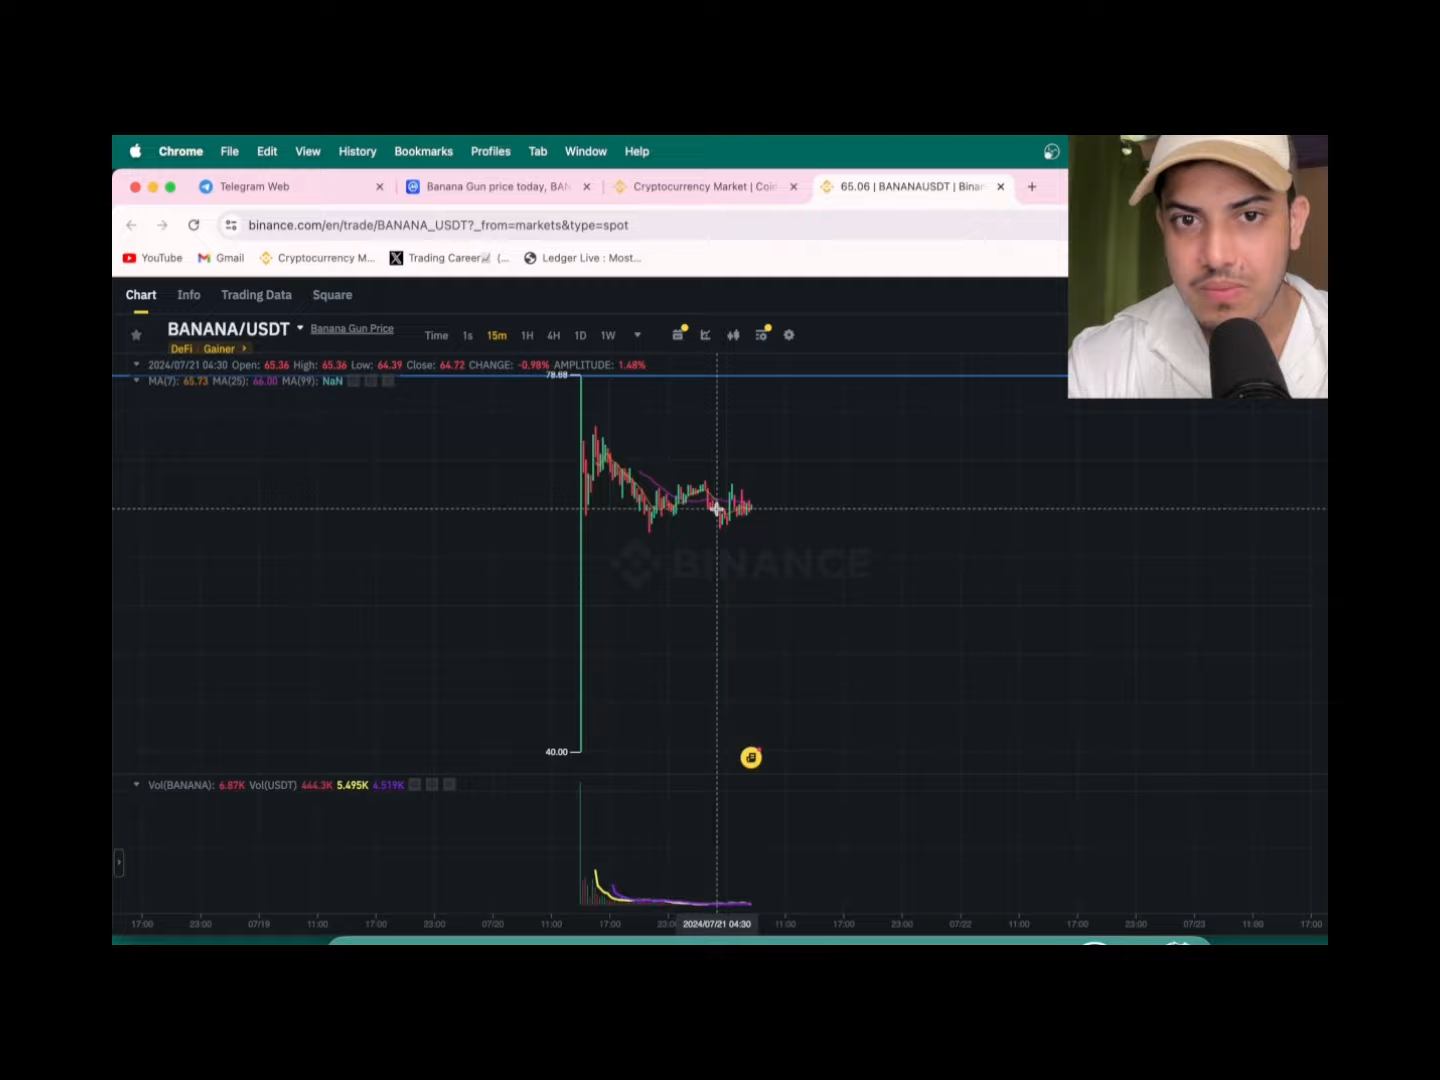 Chrome File Edit View History Bookmarks Profiles Tab Window Help
Telegram Web Banana Gun price today, BAN Cryptocurrency Market | Coin 65.06 | BANANAUSDT | Binan
binance.com/en/trade/BANANA_USDT?_from=markets&type=spot
YouTube Gmail Cryptocurrency M... Trading Career (... Ledger Live : Most...
Chart Info Trading Data Square
BANANA/USDT Banana Gun Price Time 1s 15m 1H 4H 1D 1W
DeFi Gainer
2024/07/21 04:30 Open: 65.36 High: 65.36 Low: 64.39 Close: 64.72 CHANGE: -0.98% AMPLITUDE: 1.48%
MA(7): 65.73 MA(25): 66.00 MA(99): NaN
BINANCE
40.00
Vol(BANANA): 6.87K Vol(USDT) 444.3K 5.495K 4.519K
17:00 23:00 07/19 11:00 17:00 23:00 07/20 11:00 17:00 2024/07/21 04:30 11:00 17:00 23:00 07/22 11:00 17:00 23:00 07/23 11:00 17:00